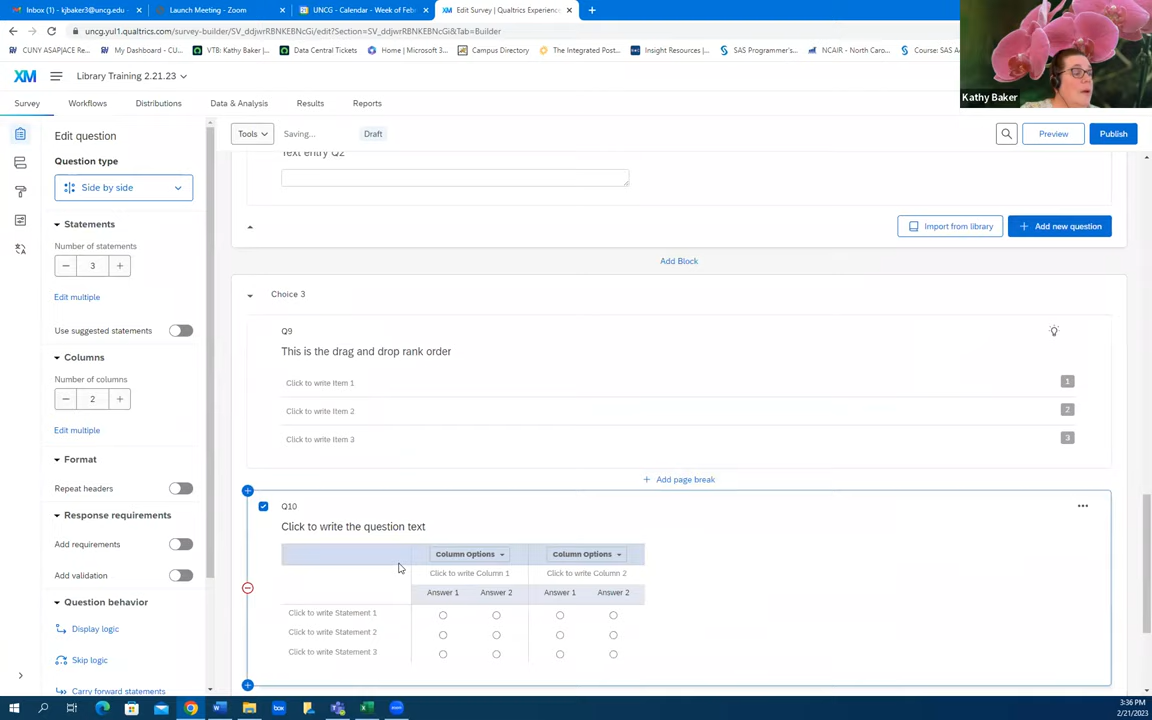 Inbox (1) - kjbaker3@uncg.edu -
Launch Meeting - Zoom
UNCG - Calendar - Week of Feb
Edit Survey | Qualtrics Experienc
uncg.yul1.qualtrics.com/survey-builder/SV_ddjwrRBNKEBNcGi/edit?Section=SV_ddjwrRBNKEBNcGi&Tab=Builder
CUNY ASAP|ACE Re...
My Dashboard - CU...
VTB: Kathy Baker |...
Data Central Tickets
Home | Microsoft 3...
Campus Directory
The Integrated Post...
Insight Resources |...
SAS Programmer's...
NCAIR - North Caro...
Course: SAS Adv
Kathy Baker
XM
Library Training 2.21.23
Survey
Workflows
Distributions
Data & Analysis
Results
Reports
Edit question
Tools
Saving...
Draft
Preview
Publish
Question type
Side by side
Statements
Number of statements
3
Edit multiple
Use suggested statements
Columns
Number of columns
2
Edit multiple
Format
Repeat headers
Response requirements
Add requirements
Add validation
Question behavior
Display logic
Skip logic
Carry forward statements
Text entry Q2
Import from library
Add new question
Add Block
Choice 3
Q9
This is the drag and drop rank order
Click to write Item 1
1
Click to write Item 2
2
Click to write Item 3
3
Add page break
Q10
Click to write the question text
Column Options
Column Options
Click to write Column 1
Click to write Column 2
Answer 1
Answer 2
Answer 1
Answer 2
Click to write Statement 1
Click to write Statement 2
Click to write Statement 3
3:36 PM
2/21/2023